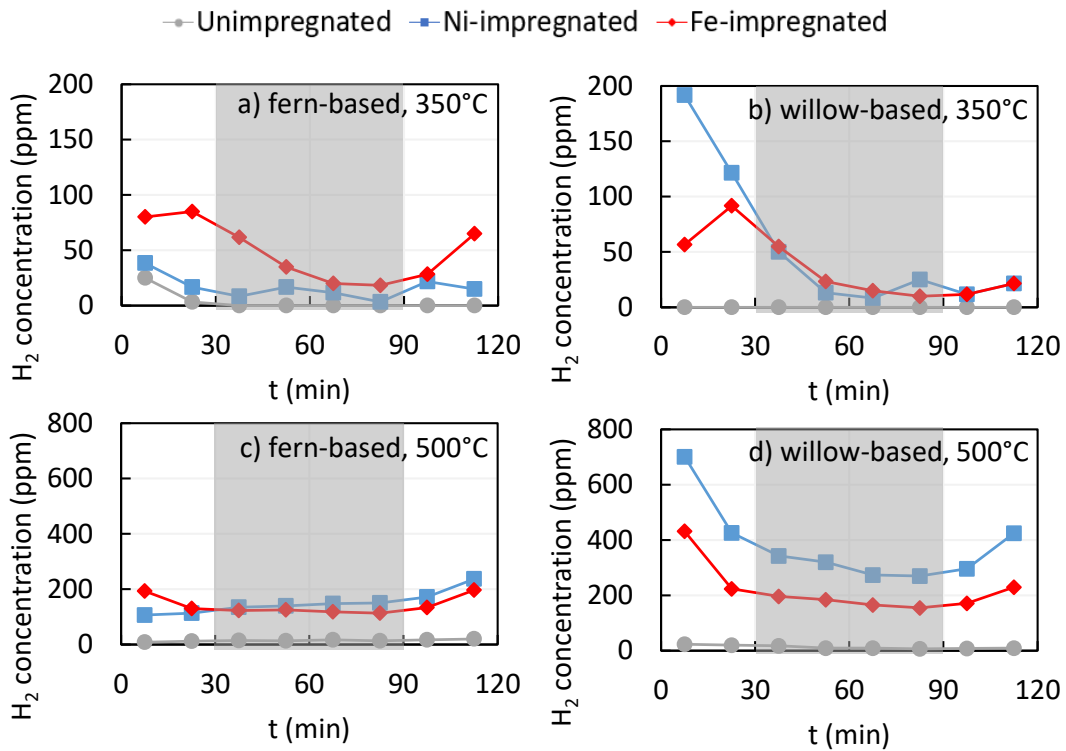 Unimpregnated Ni-impregnated Fe-impregnated
a) fern-based, 350°C
H2 concentration (ppm)
200
150
100
50
0
0 30 60 90 120
t (min)
b) willow-based, 350°C
H2 concentration (ppm)
200
150
100
50
0
0 30 60 90 120
t (min)
c) fern-based, 500°C
H2 concentration (ppm)
800
600
400
200
0
0 30 60 90 120
t (min)
d) willow-based, 500°C
H2 concentration (ppm)
800
600
400
200
0
0 30 60 90 120
t (min)